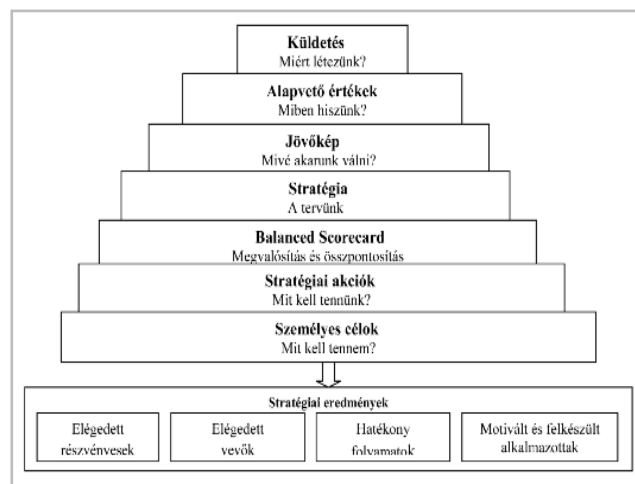 Küldetés
Miért létezünk?
Alapvető értékek
Miben hiszünk?
Jövőkép
Mivé akarunk válni?
Stratégia
A tervünk
Balanced Scorecard
Megvalósítás és összpontosítás
Stratégiai akciók
Mit kell tennünk?
Személyes célok
Mit kell tennem?
Stratégiai eredmények
Elégedett
részvényesek
Elégedett
vevők
Hatékony
folyamatok
Motivált és felkészült
alkalmazottak